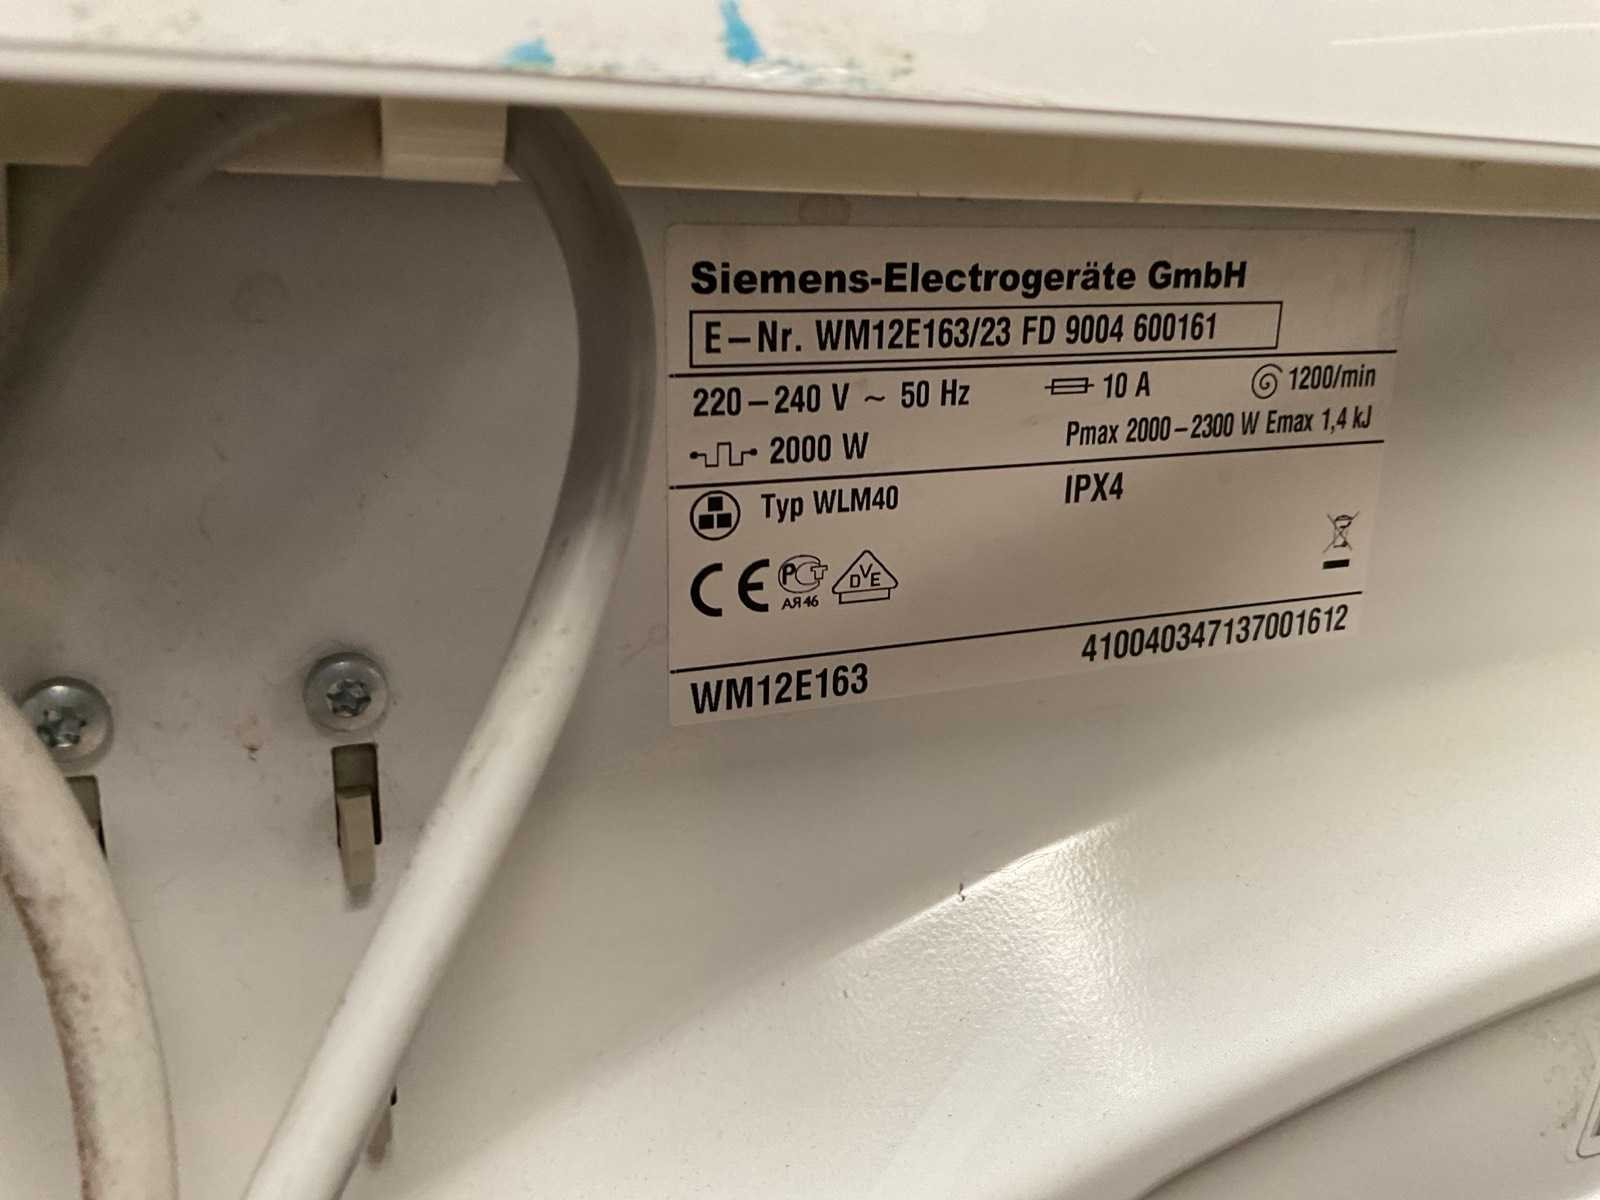 Siemens-Electrogeräte GmbH
E-Nr. WM12E163/23 FD 9004 600161
220-240 V ~ 50 Hz 10 A 1200/min
2000 W Pmax 2000-2300 W Emax 1,4 kJ
Typ WLM40 IPX4
CE РСТ АЯ46 DVE
WM12E163 410040347137001612